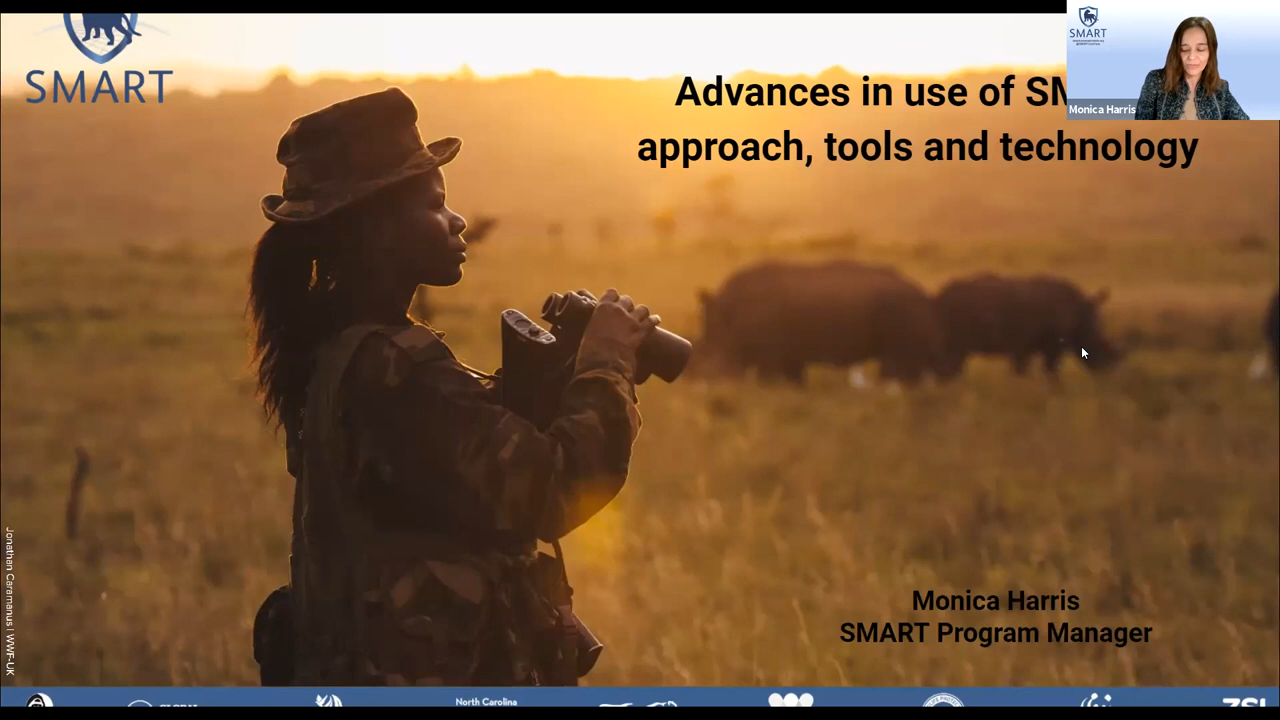 SMART
Advances in use of SM
approach, tools and technology
SMART
Monica Harris
Jonathan Caramanus | WWF-UK
Monica Harris
SMART Program Manager
North Carolina